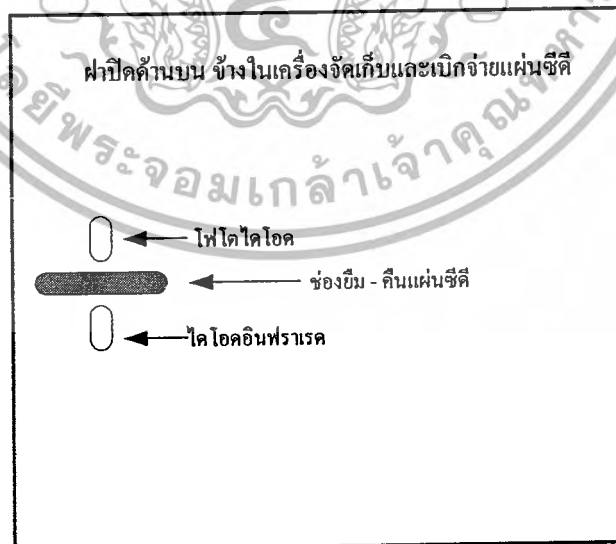 ฝาปิดด้านบน ข้างในเครื่องจัดเก็บและเบิกจ่ายแผ่นซีดี
โฟโตไดโอด
ช่องยืม - คืนแผ่นซีดี
ไดโอดอินฟราเรด